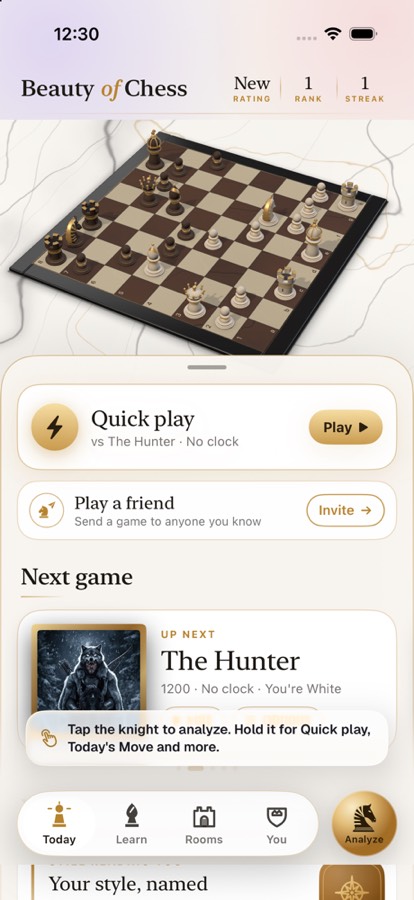 12:30
Beauty of Chess
New
RATING
1
RANK
1
STREAK
Quick play
vs The Hunter · No clock
Play
Play a friend
Send a game to anyone you know
Invite →
Next game
UP NEXT
The Hunter
1200 · No clock · You're White
Tap the knight to analyze. Hold it for Quick play,
Today's Move and more.
Today
Learn
Rooms
You
Analyze
Your style, named